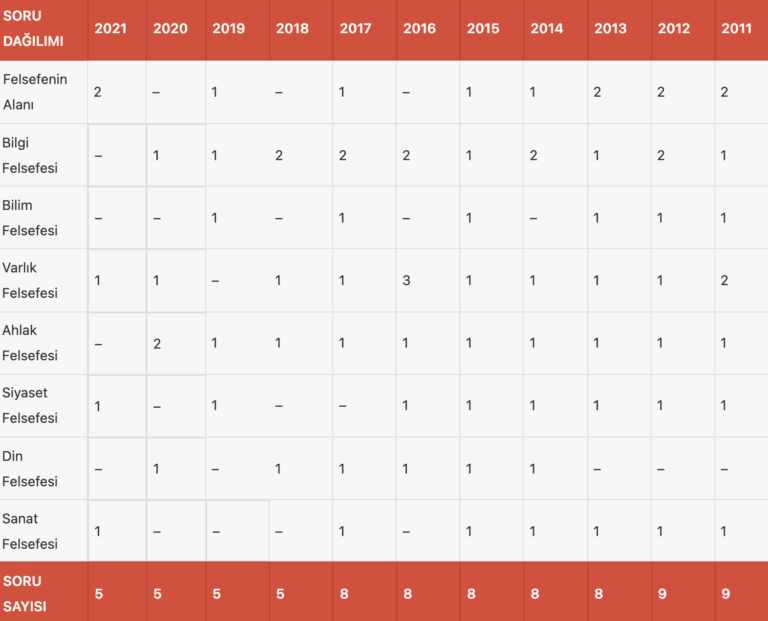 SORU DAĞILIMI 2021 2020 2019 2018 2017 2016 2015 2014 2013 2012 2011
Felsefenin Alanı 2 – 1 – 1 – 1 1 2 2 2
Bilgi Felsefesi – 1 1 2 2 2 1 2 1 2 1
Bilim Felsefesi – – 1 – 1 – 1 – 1 1 1
Varlık Felsefesi 1 1 – 1 1 3 1 1 1 1 2
Ahlak Felsefesi – 2 1 1 1 1 1 1 1 1 1
Siyaset Felsefesi 1 – 1 – – 1 1 1 1 1 1
Din Felsefesi – 1 – 1 1 1 1 1 – – –
Sanat Felsefesi 1 – – – 1 – 1 1 1 1 1
SORU SAYISI 5 5 5 5 8 8 8 8 8 9 9